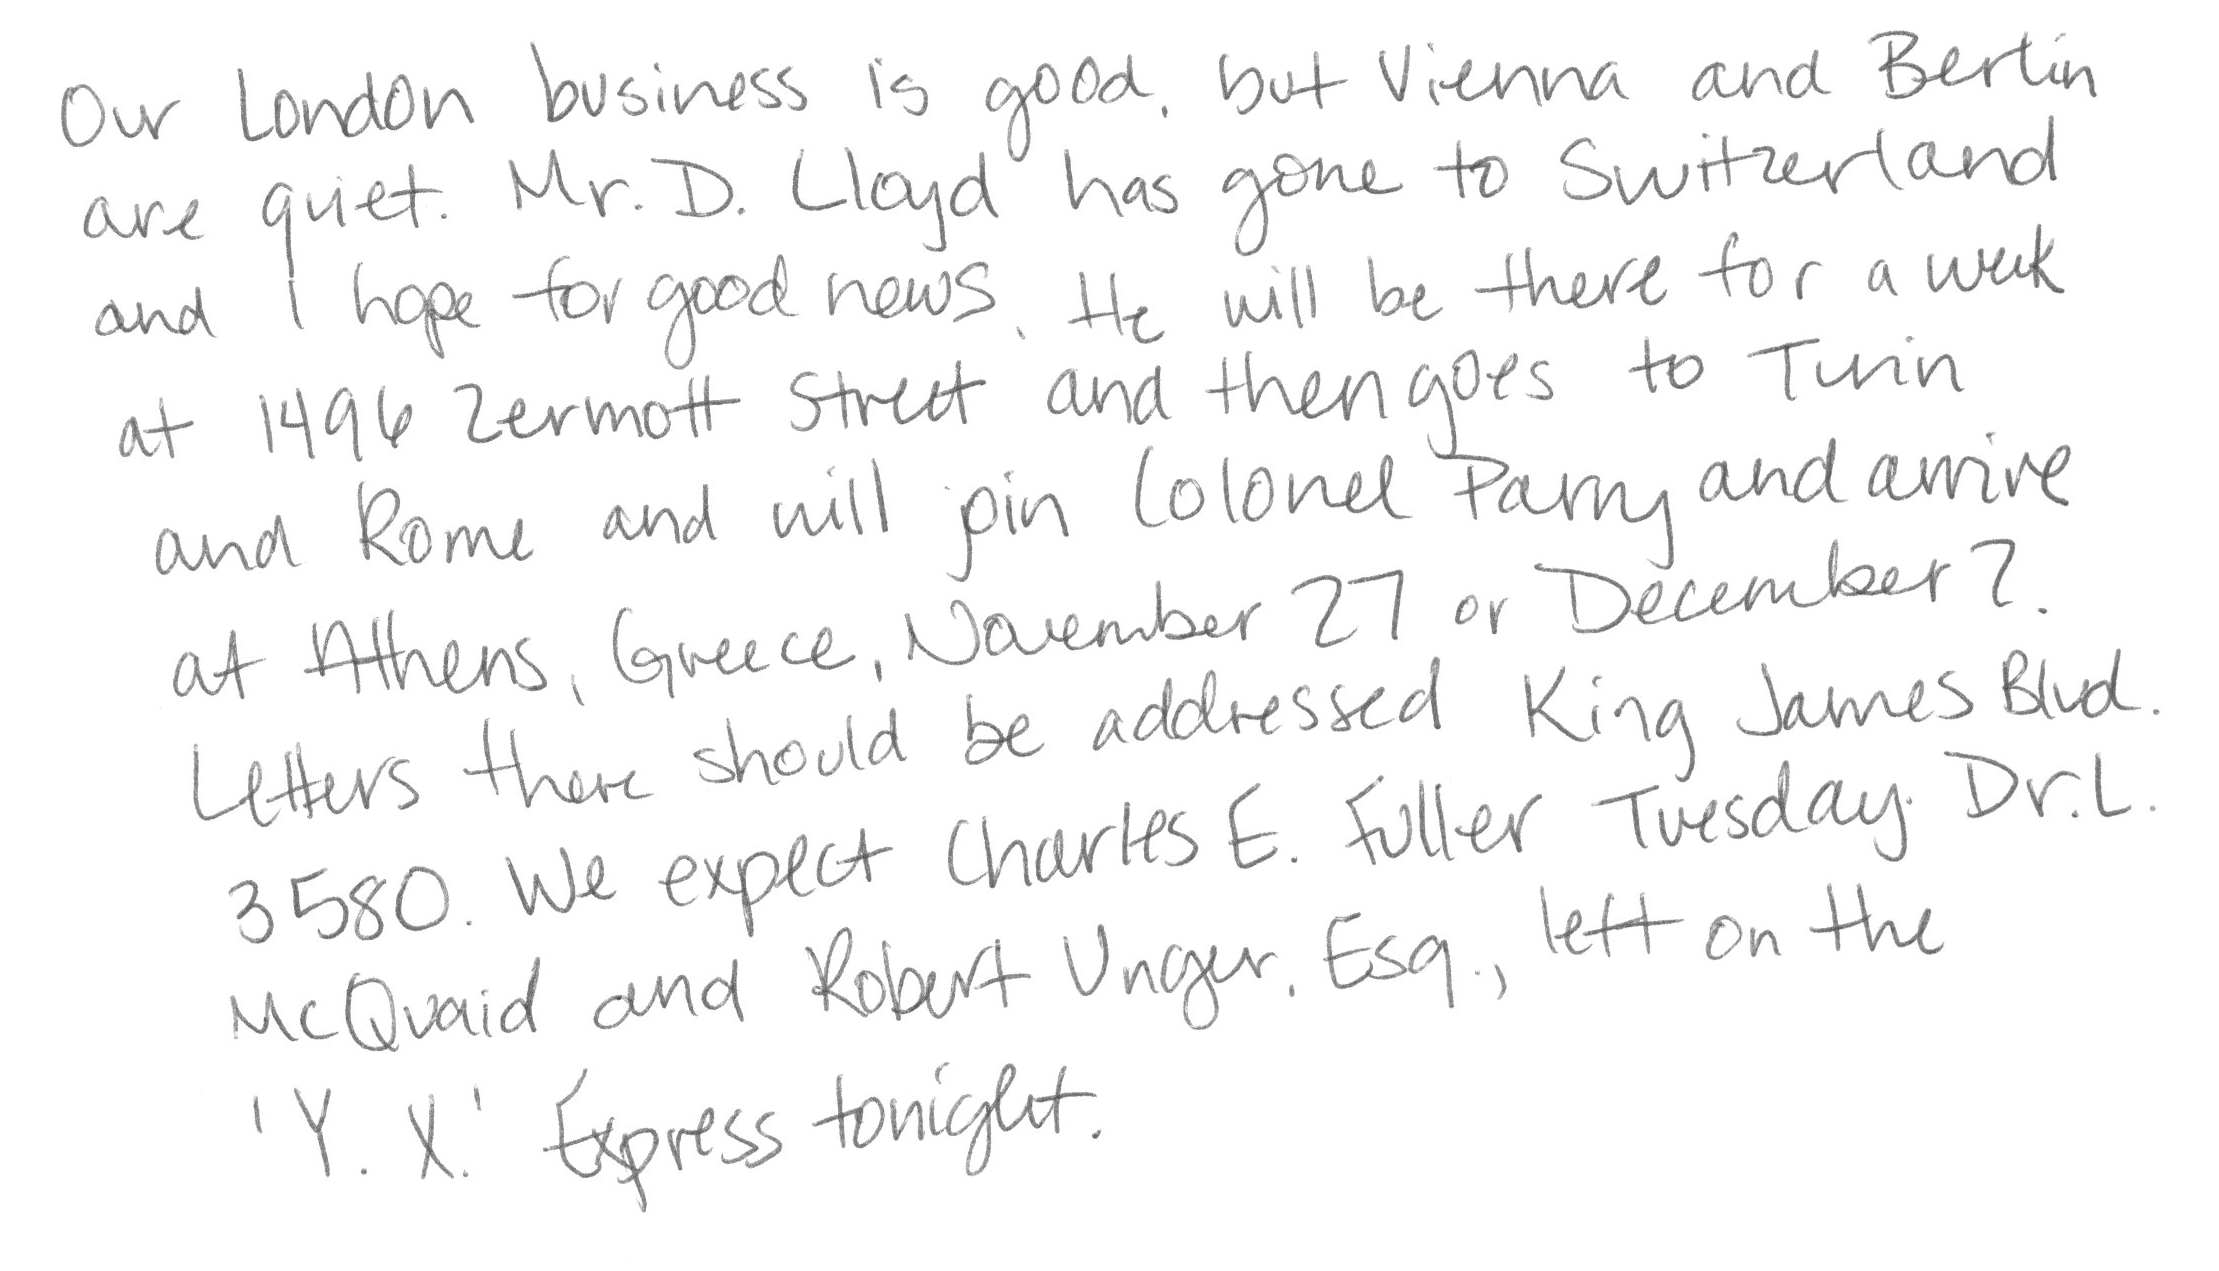 Our London business is good, but Vienna and Berlin
are quiet. Mr. D. Lloyd has gone to Switzerland
and I hope for good news. He will be there for a week
at 1496 Zermott Street and then goes to Turin
and Rome and will join Colonel Parry and arrive
at Athens, Greece, November 27 or December 2.
Letters there should be addressed King James Blvd.
3580. We expect Charles E. Fuller Tuesday. Dr. L.
McQuaid and Robert Unger, Esq., left on the
'Y. X.' Express tonight.